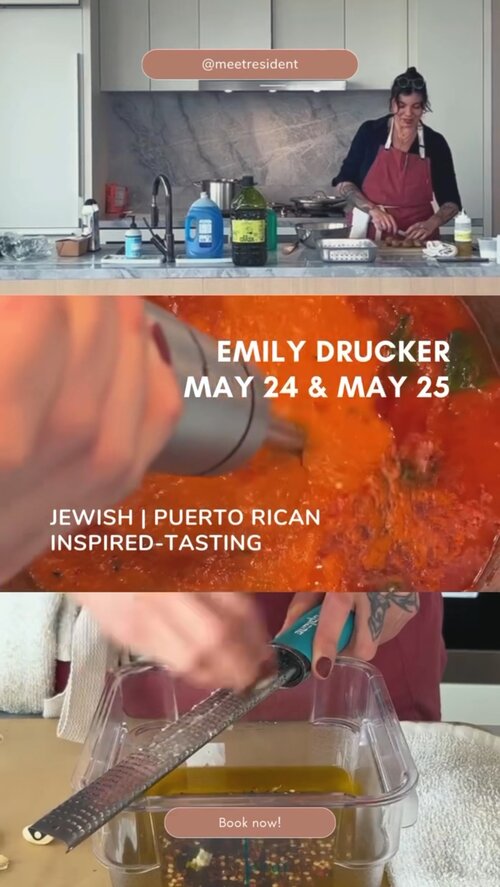 @meetresident
EMILY DRUCKER
MAY 24 & MAY 25
JEWISH | PUERTO RICAN
INSPIRED-TASTING
Book now!